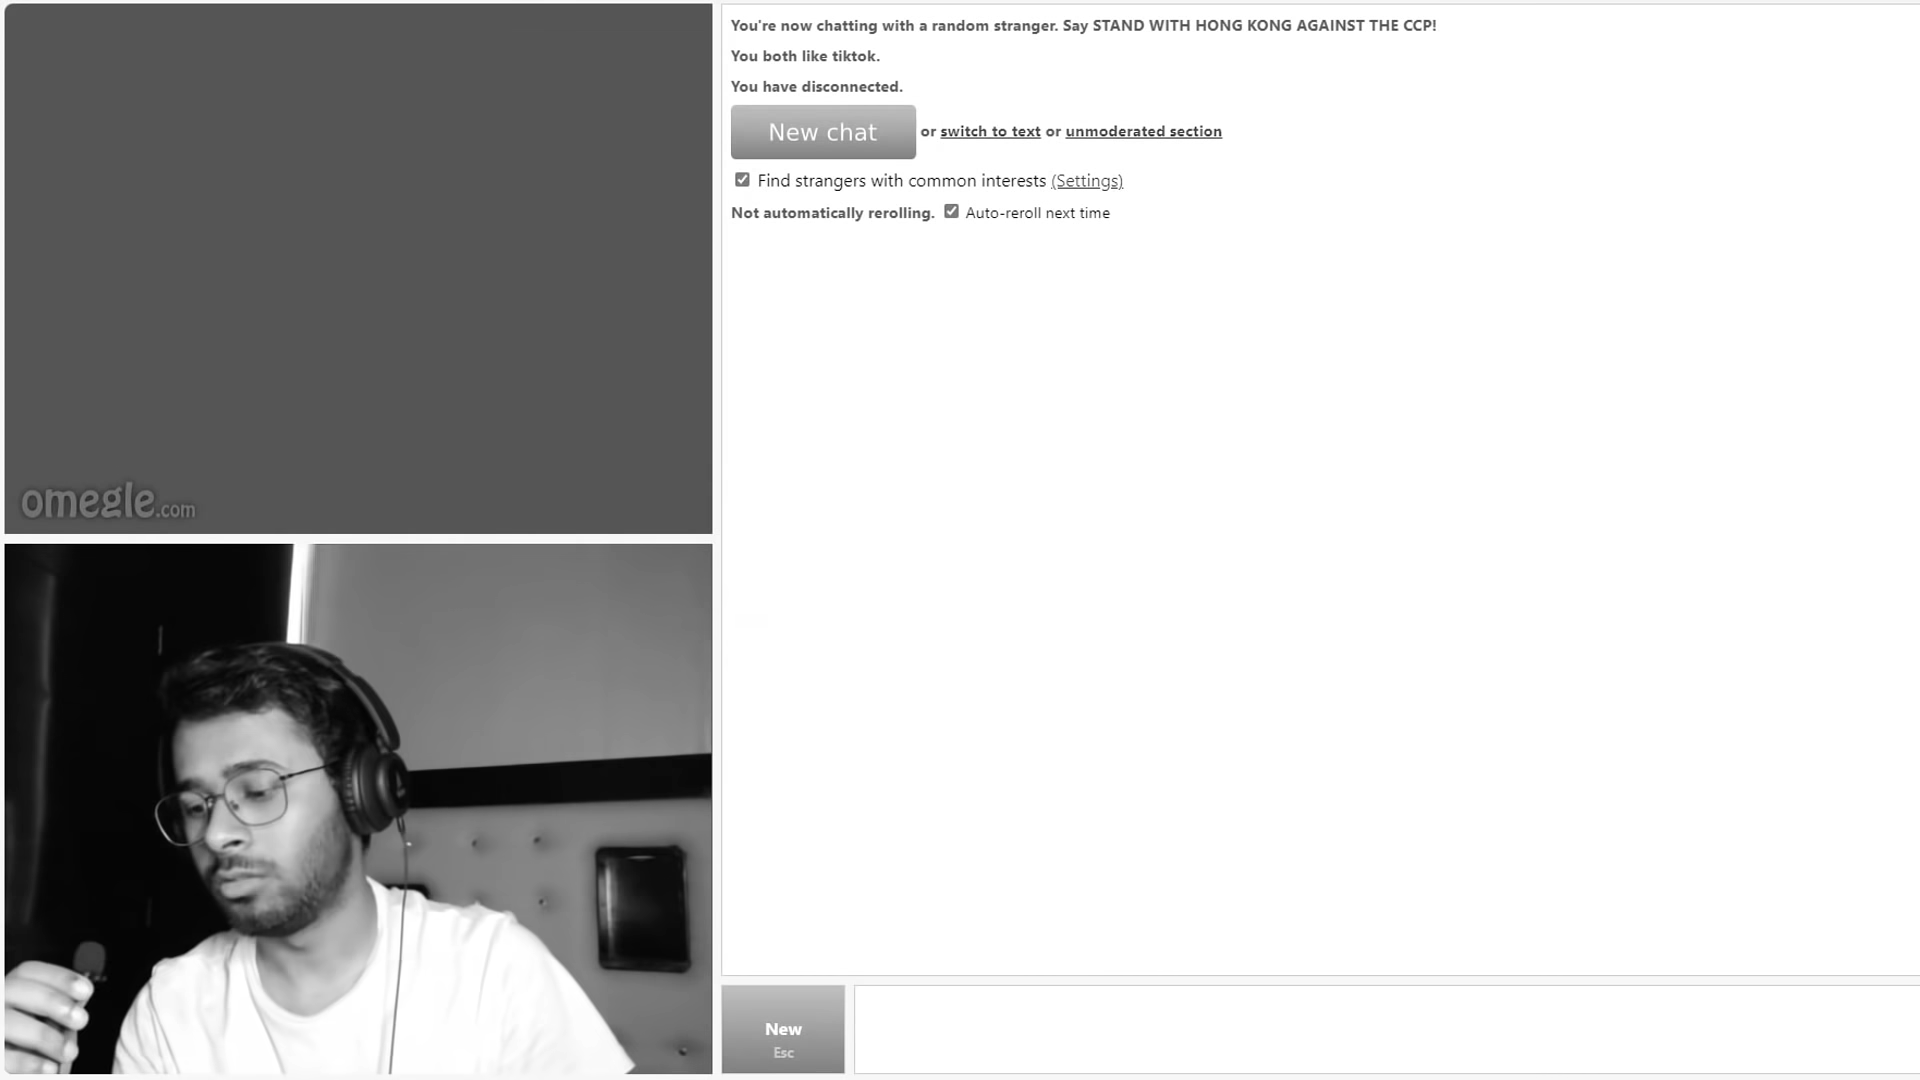 You're now chatting with a random stranger. Say STAND WITH HONG KONG AGAINST THE CCP!
You both like tiktok.
You have disconnected.
New chat or switch to text or unmoderated section
Find strangers with common interests (Settings)
Not automatically rerolling. Auto-reroll next time
omegle.com
New
Esc